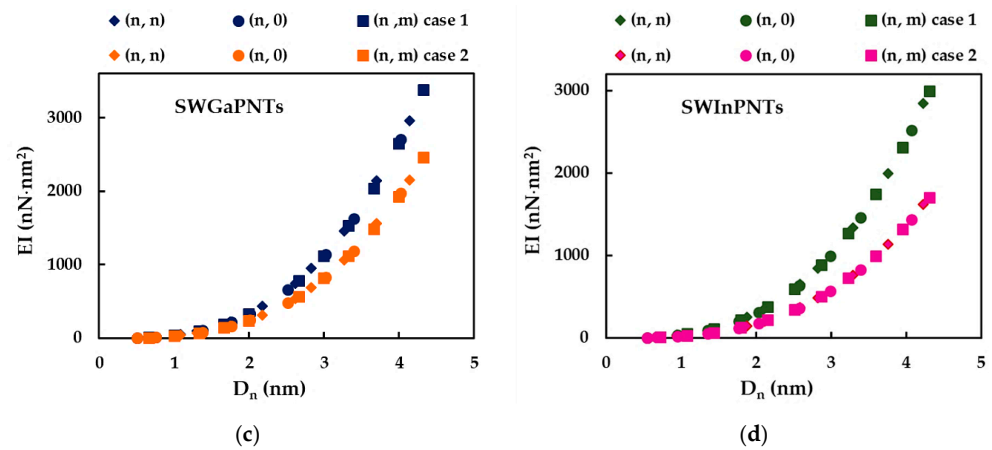 (n, n) (n, 0) (n ,m) case 1
(n, n) (n, 0) (n, m) case 2
SWGaPNTs
EI (nN·nm²)
3000
2000
1000
0
0 1 2 3 4 5
Dₙ (nm)
(c)
(n, n) (n, 0) (n, m) case 1
(n, n) (n, 0) (n, m) case 2
SWInPNTs
EI (nN·nm²)
3000
2000
1000
0
0 1 2 3 4 5
Dₙ (nm)
(d)